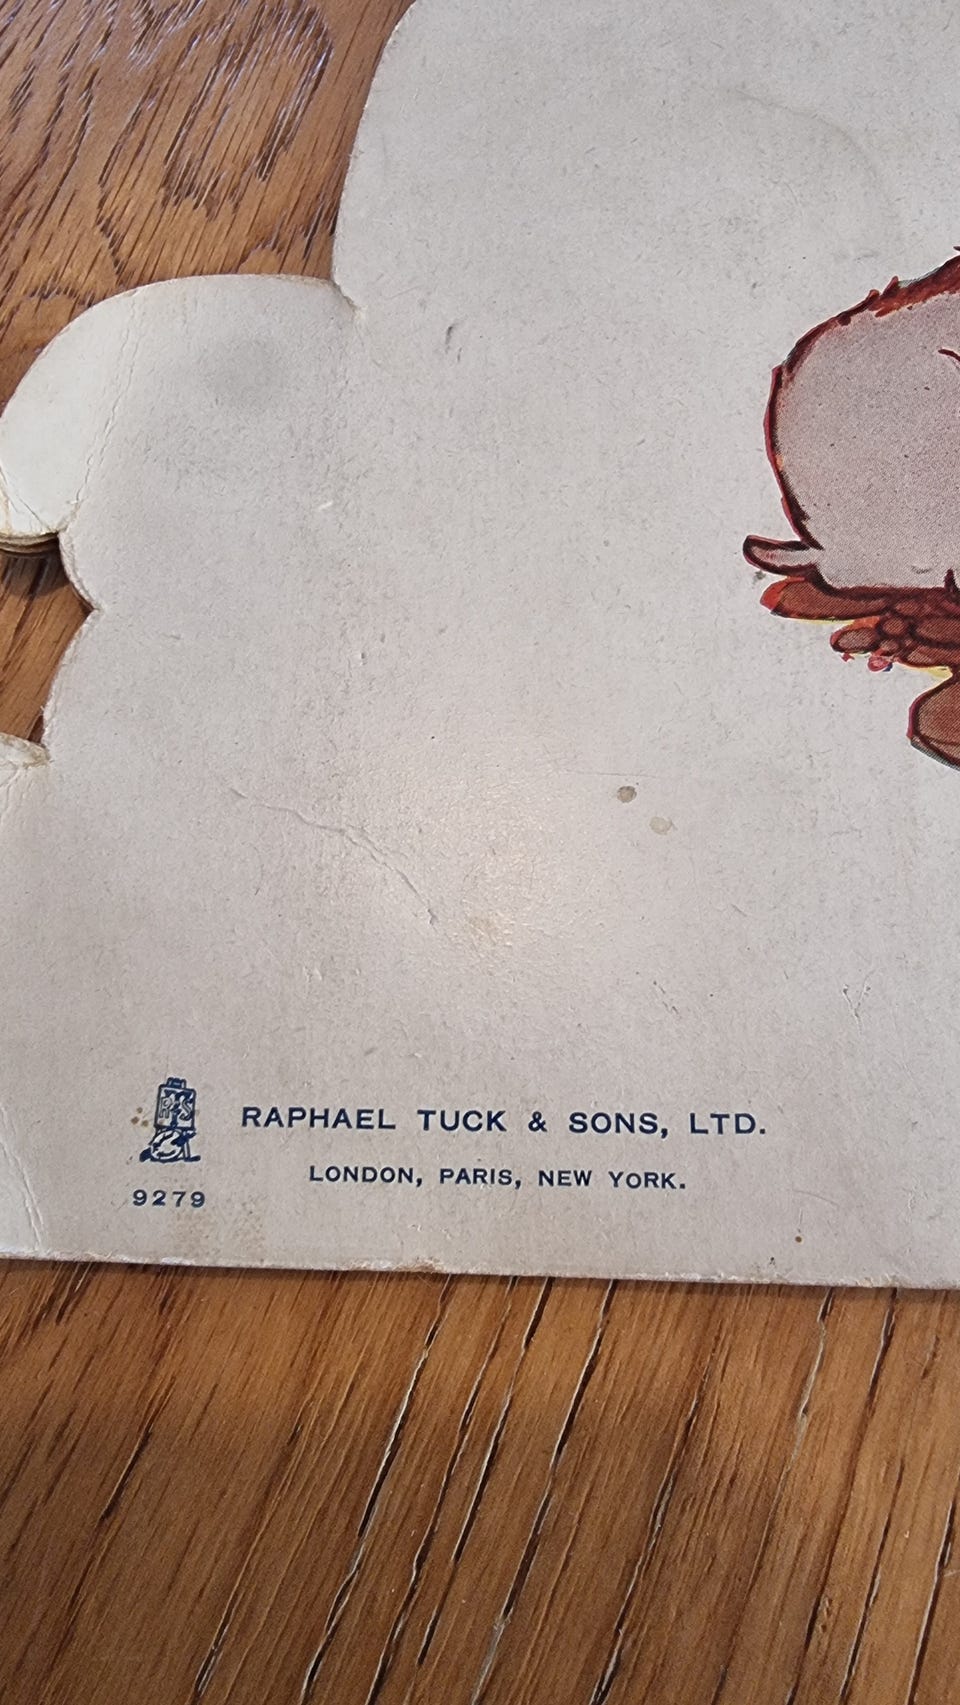 RAPHAEL TUCK & SONS, LTD.
LONDON, PARIS, NEW YORK.
9279